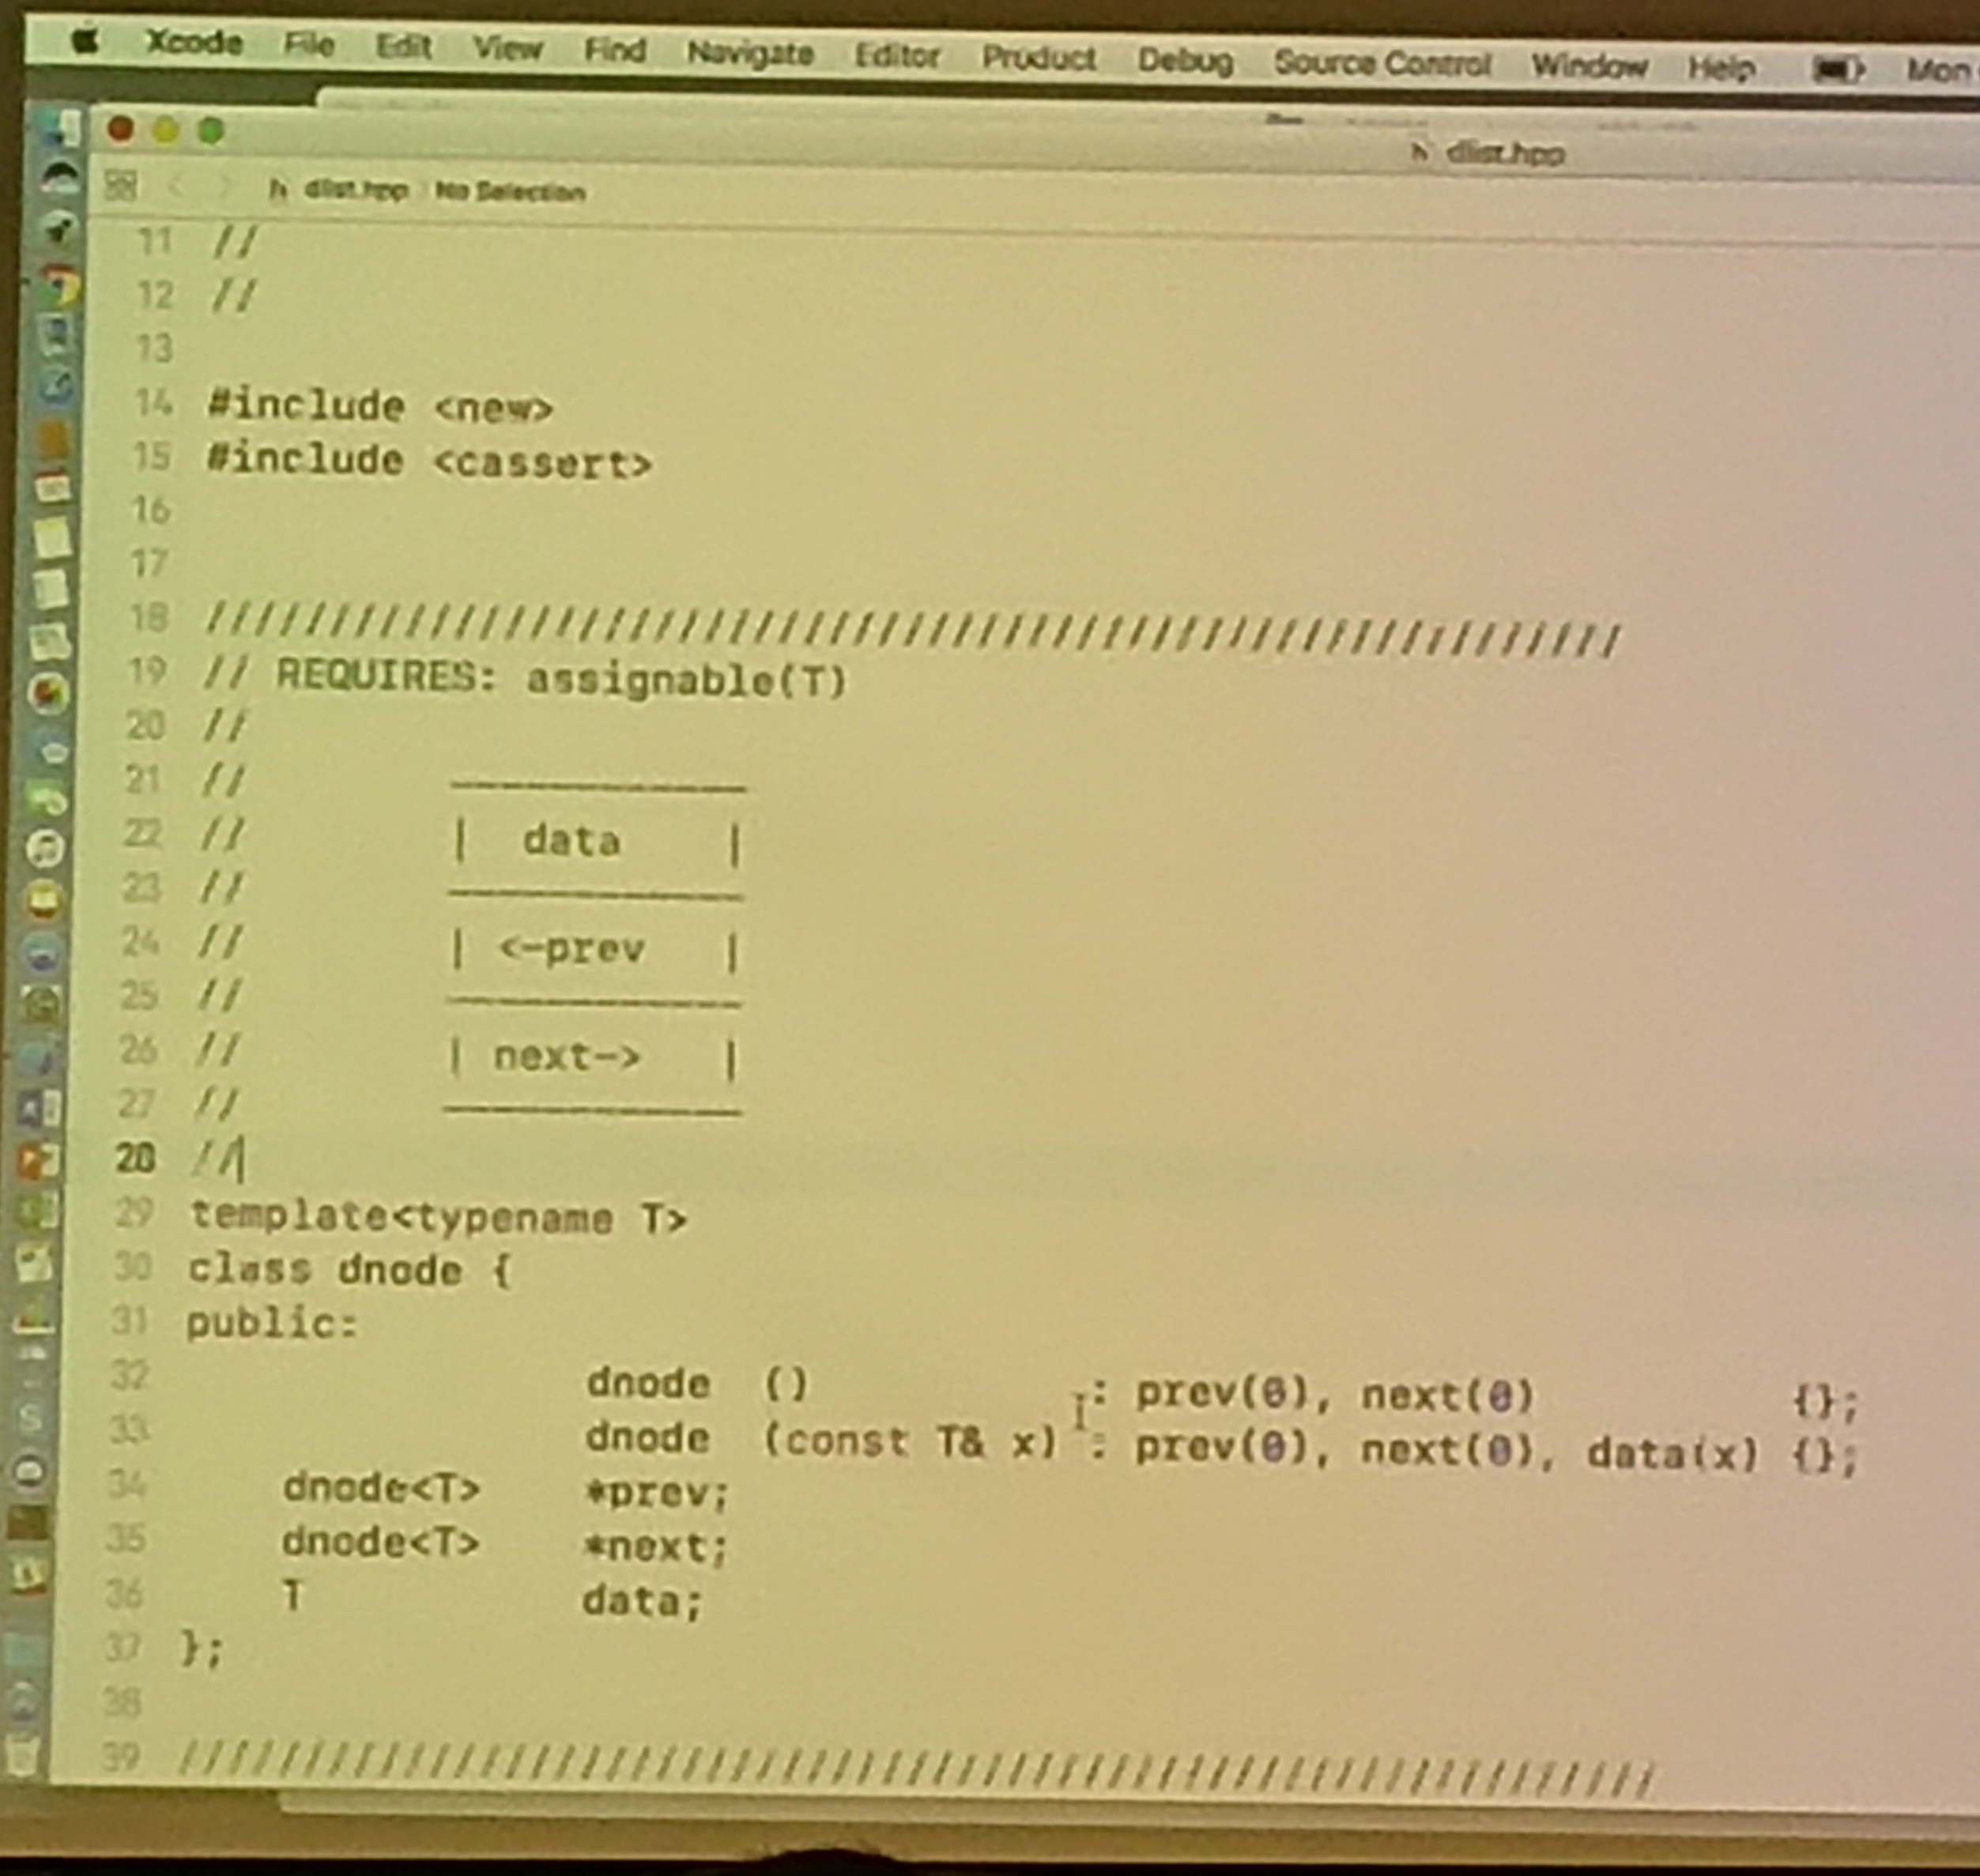 Xcode File Edit View Find Navigate Editor Product Debug Source Control Window Help Mon
dlist.hpp
dlist.hpp No Selection
11 //
12 //
13
14 #include <new>
15 #include <cassert>
16
17
18 ///////////////////////////////////////////////////////////
19 // REQUIRES: assignable(T)
20 //
21 // ____________
22 // | data |
23 // ------------
24 // | <-prev |
25 // ------------
26 // | next-> |
27 // ------------
28 //
29 template<typename T>
30 class dnode {
31 public:
32 dnode () : prev(0), next(0) {};
33 dnode (const T& x) : prev(0), next(0), data(x) {};
34 dnode<T> *prev;
35 dnode<T> *next;
36 T data;
37 };
38
39 /////////////////////////////////////////////////////////////